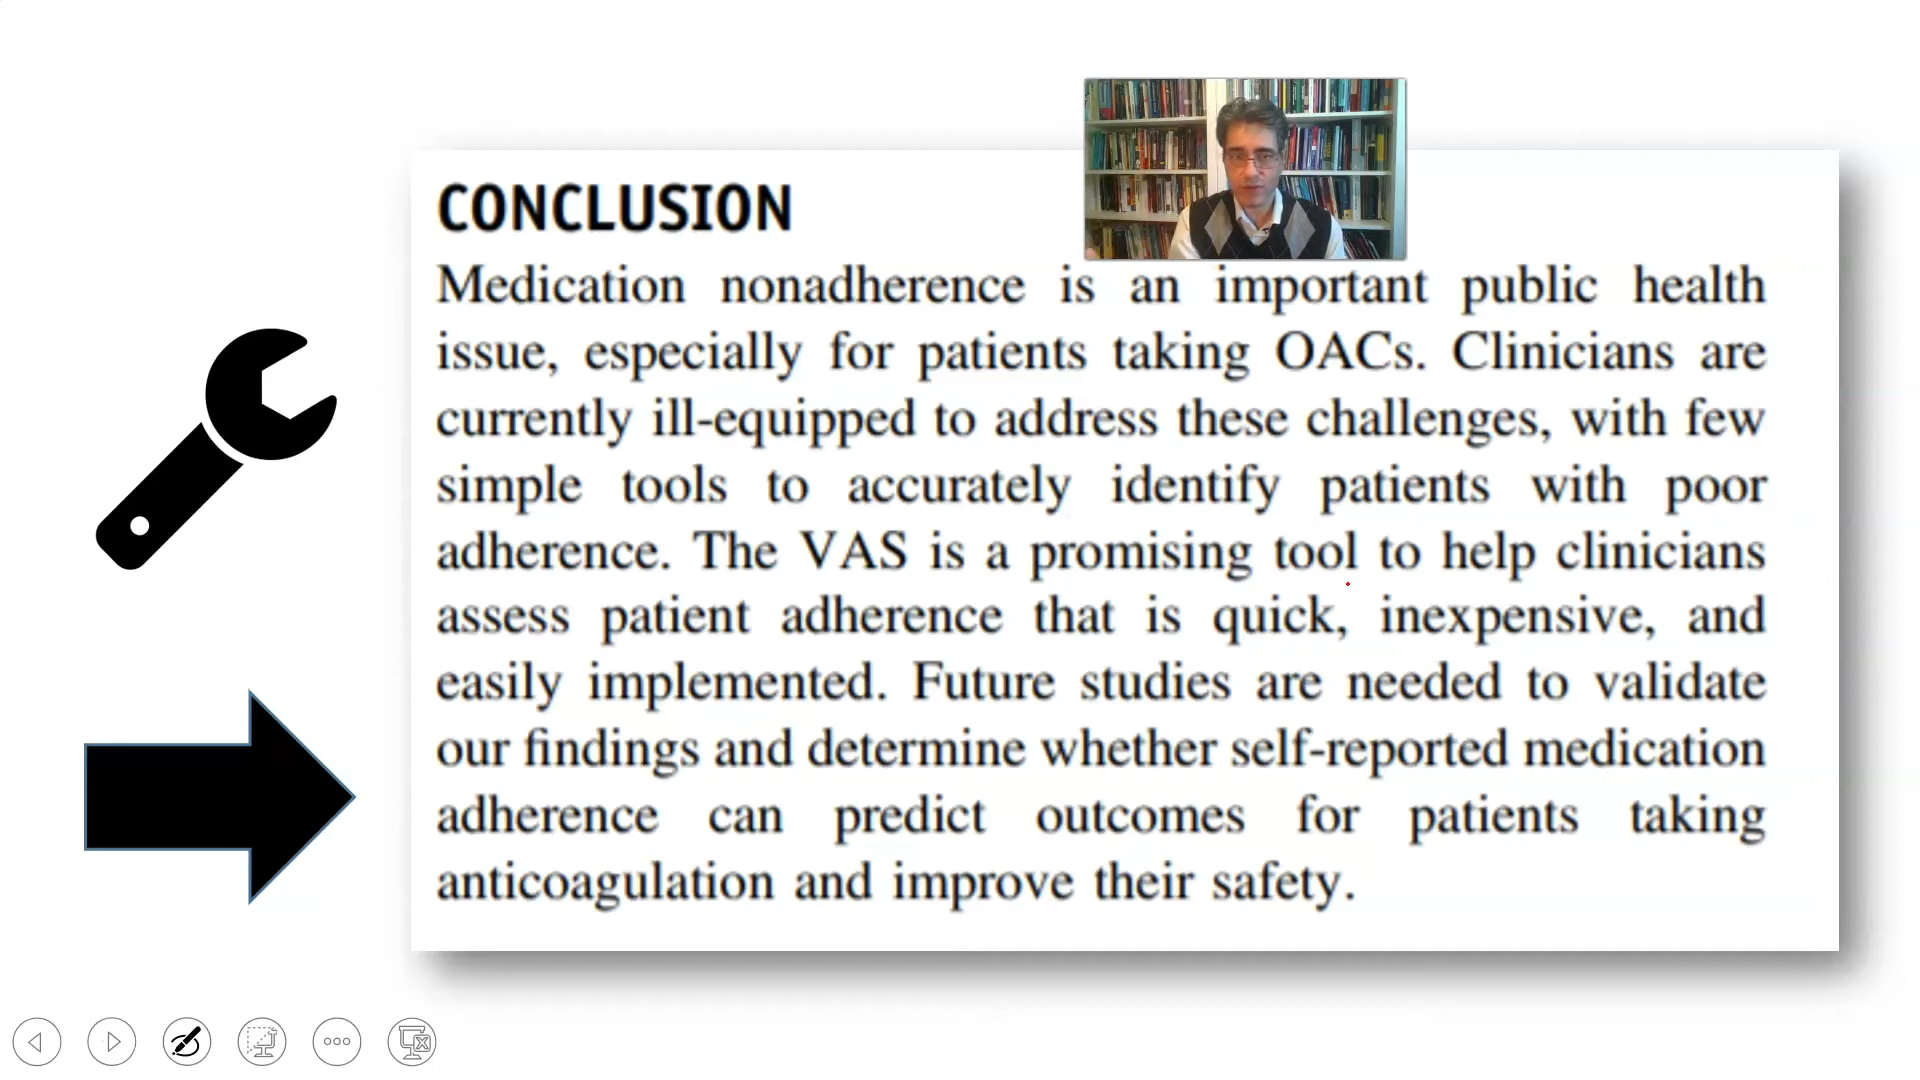 CONCLUSION
Medication nonadherence is an important public health
issue, especially for patients taking OACs. Clinicians are
currently ill-equipped to address these challenges, with few
simple tools to accurately identify patients with poor
adherence. The VAS is a promising tool to help clinicians
assess patient adherence that is quick, inexpensive, and
easily implemented. Future studies are needed to validate
our findings and determine whether self-reported medication
adherence can predict outcomes for patients taking
anticoagulation and improve their safety.